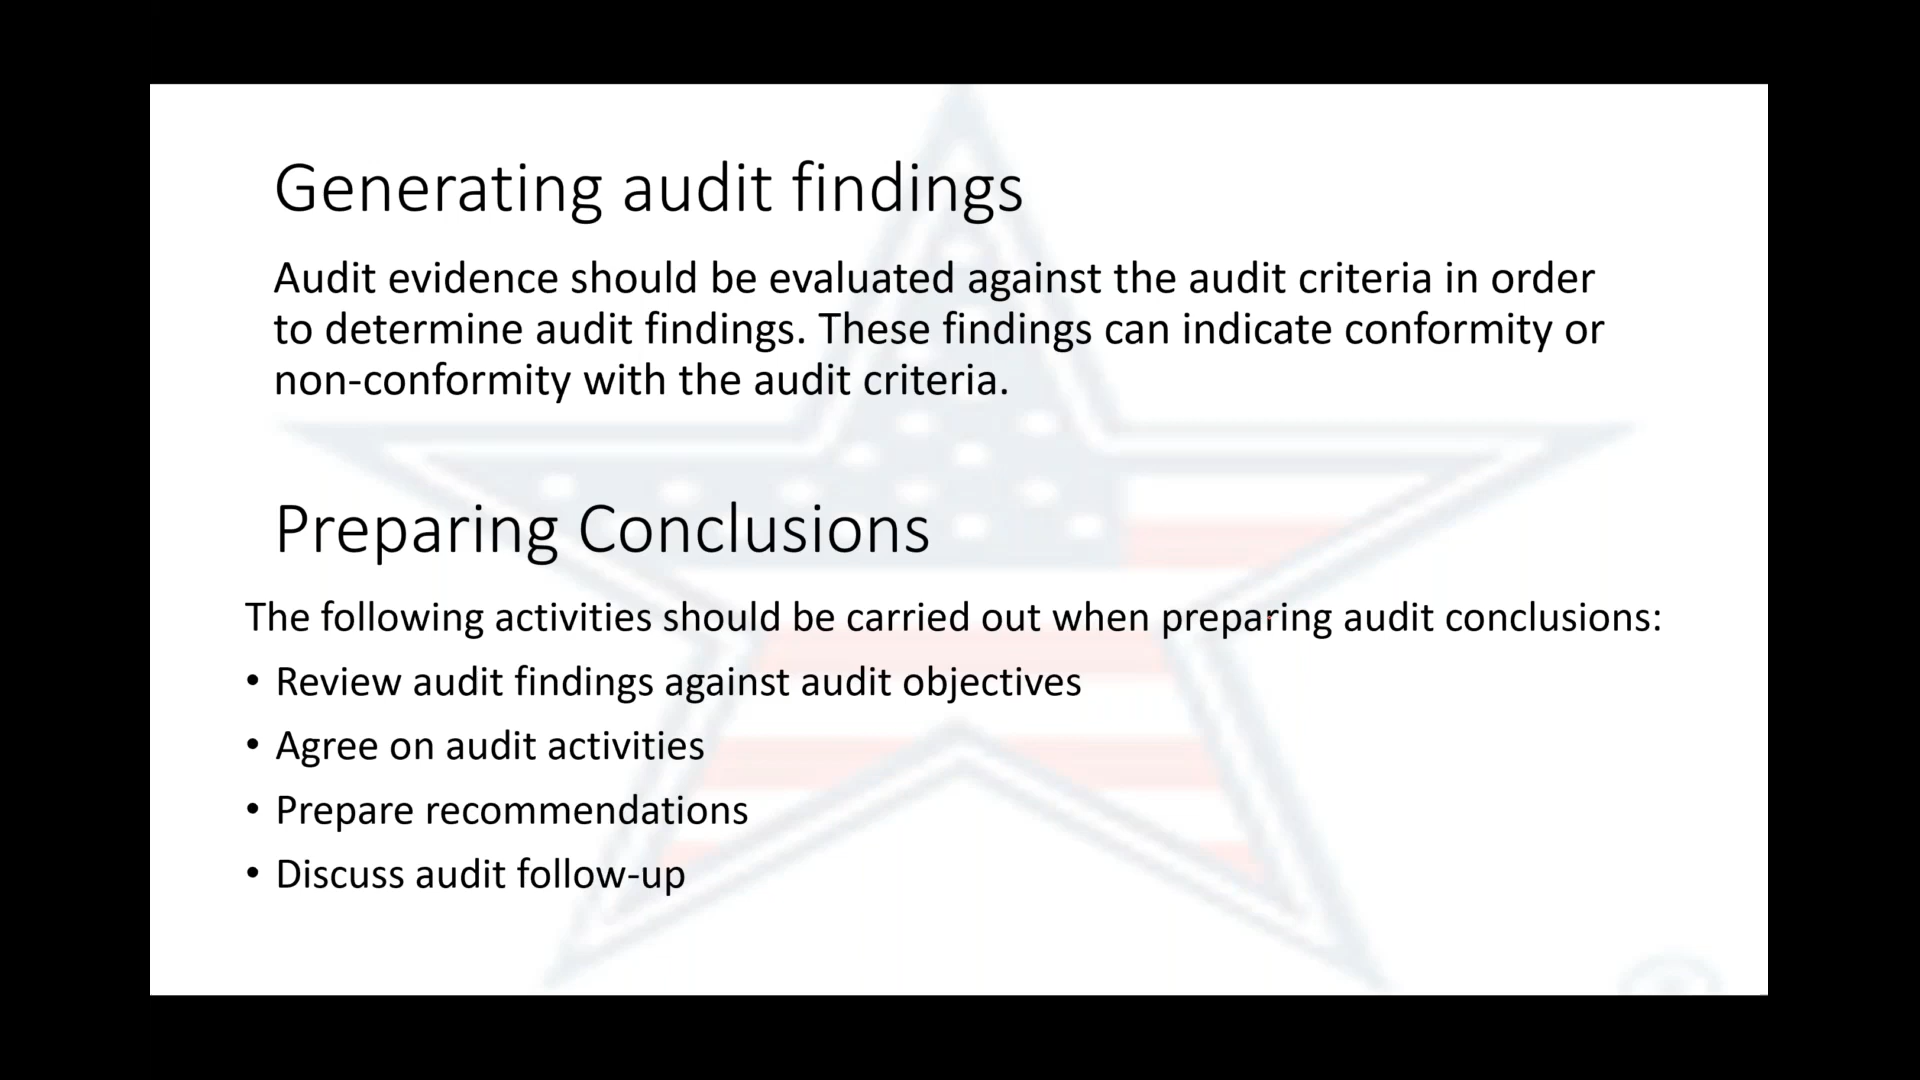 Generating audit findings
Audit evidence should be evaluated against the audit criteria in order
to determine audit findings. These findings can indicate conformity or
non-conformity with the audit criteria.
Preparing Conclusions
The following activities should be carried out when preparing audit conclusions:
• Review audit findings against audit objectives
• Agree on audit activities
• Prepare recommendations
• Discuss audit follow-up